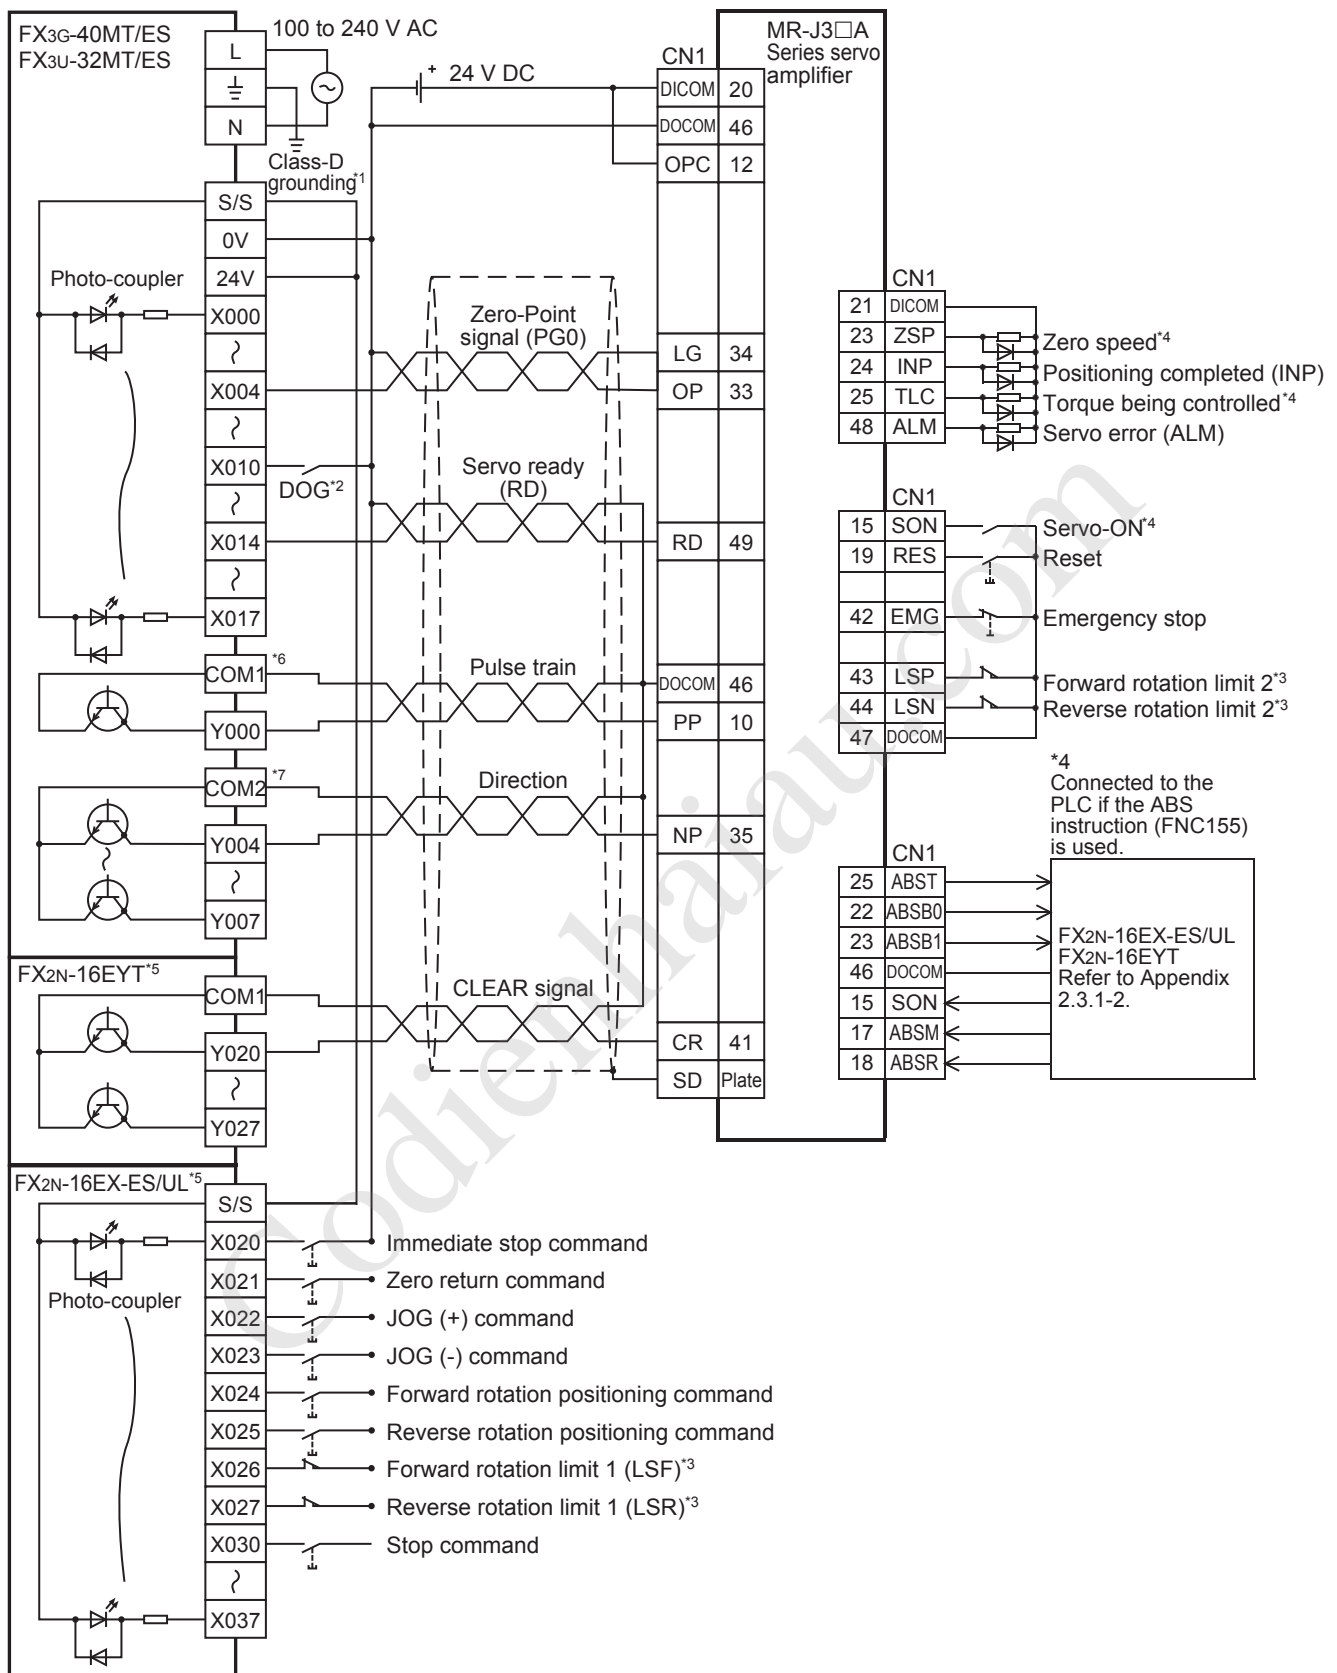 FX3G-40MT/ES
FX3U-32MT/ES
L
N
100 to 240 V AC
Class-D
grounding*1
+ 24 V DC
MR-J3□A
Series servo
amplifier
CN1
DICOM 20
DOCOM 46
OPC 12
S/S
0V
24V
Photo-coupler
X000
X004
X010
DOG*2
X014
X017
Zero-Point
signal (PG0)
LG 34
OP 33
Servo ready
(RD)
RD 49
COM1 *6
Y000
Pulse train
DOCOM 46
PP 10
COM2 *7
Y004
Y007
Direction
NP 35
FX2N-16EYT*5
COM1
Y020
Y027
CLEAR signal
CR 41
SD Plate
CN1
21 DICOM
23 ZSP Zero speed*4
24 INP Positioning completed (INP)
25 TLC Torque being controlled*4
48 ALM Servo error (ALM)
CN1
15 SON Servo-ON*4
19 RES Reset
42 EMG Emergency stop
43 LSP Forward rotation limit 2*3
44 LSN Reverse rotation limit 2*3
47 DOCOM
*4
Connected to the
PLC if the ABS
instruction (FNC155)
is used.
CN1
25 ABST
22 ABSB0
23 ABSB1
46 DOCOM
15 SON
17 ABSM
18 ABSR
FX2N-16EX-ES/UL
FX2N-16EYT
Refer to Appendix
2.3.1-2.
FX2N-16EX-ES/UL*5
S/S
Photo-coupler
X020 Immediate stop command
X021 Zero return command
X022 JOG (+) command
X023 JOG (-) command
X024 Forward rotation positioning command
X025 Reverse rotation positioning command
X026 Forward rotation limit 1 (LSF)*3
X027 Reverse rotation limit 1 (LSR)*3
X030 Stop command
X037
Codienhaiau.com